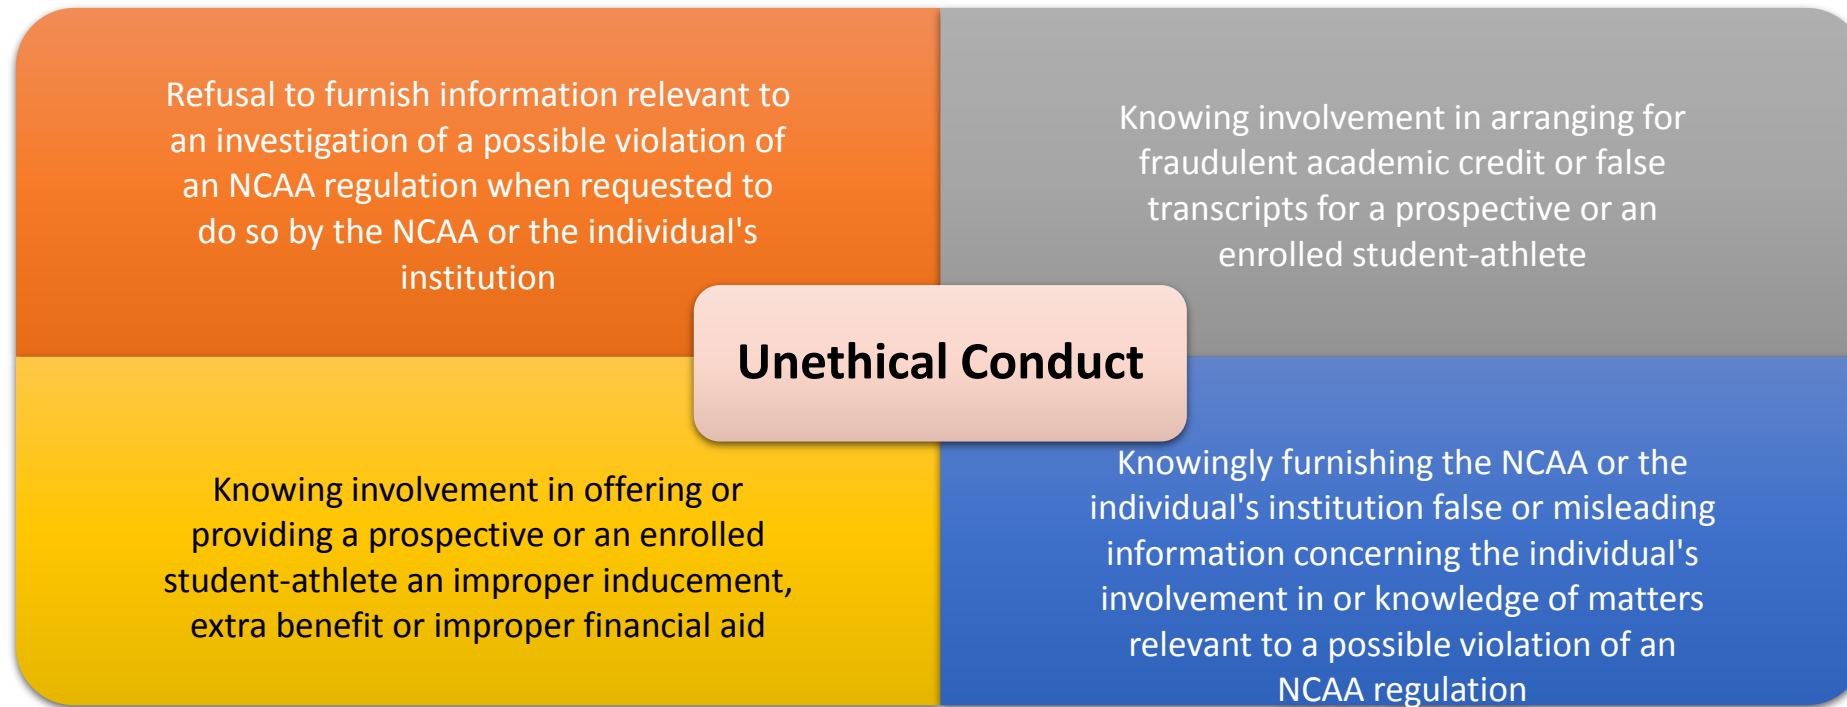 Refusal to furnish information relevant to
an investigation of a possible violation of
an NCAA regulation when requested to
do so by the NCAA or the individual's
institution
Knowing involvement in arranging for
fraudulent academic credit or false
transcripts for a prospective or an
enrolled student-athlete
Unethical Conduct
Knowing involvement in offering or
providing a prospective or an enrolled
student-athlete an improper inducement,
extra benefit or improper financial aid
Knowingly furnishing the NCAA or the
individual's institution false or misleading
information concerning the individual's
involvement in or knowledge of matters
relevant to a possible violation of an
NCAA regulation